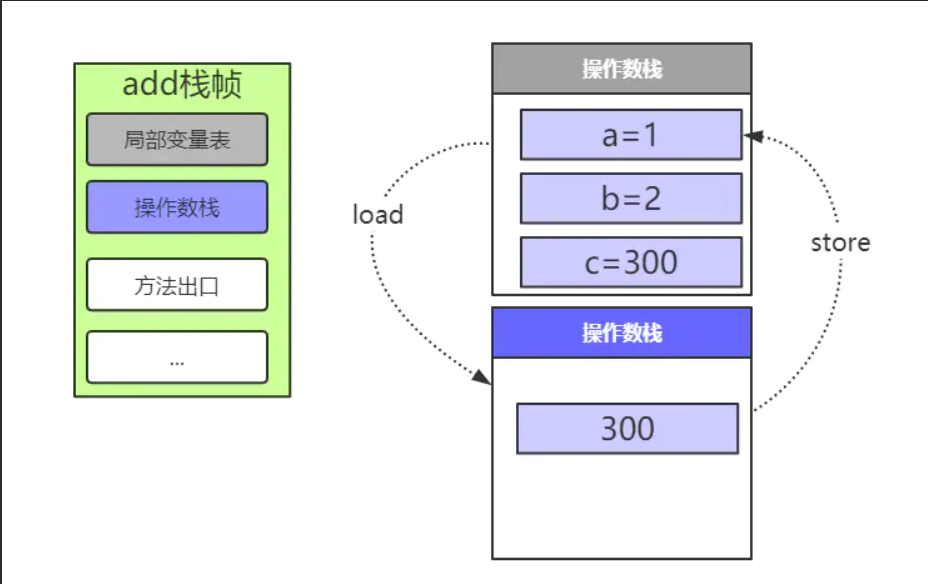 add栈帧
局部变量表
操作数栈
方法出口
...
操作数栈
a=1
b=2
c=300
load
store
操作数栈
300